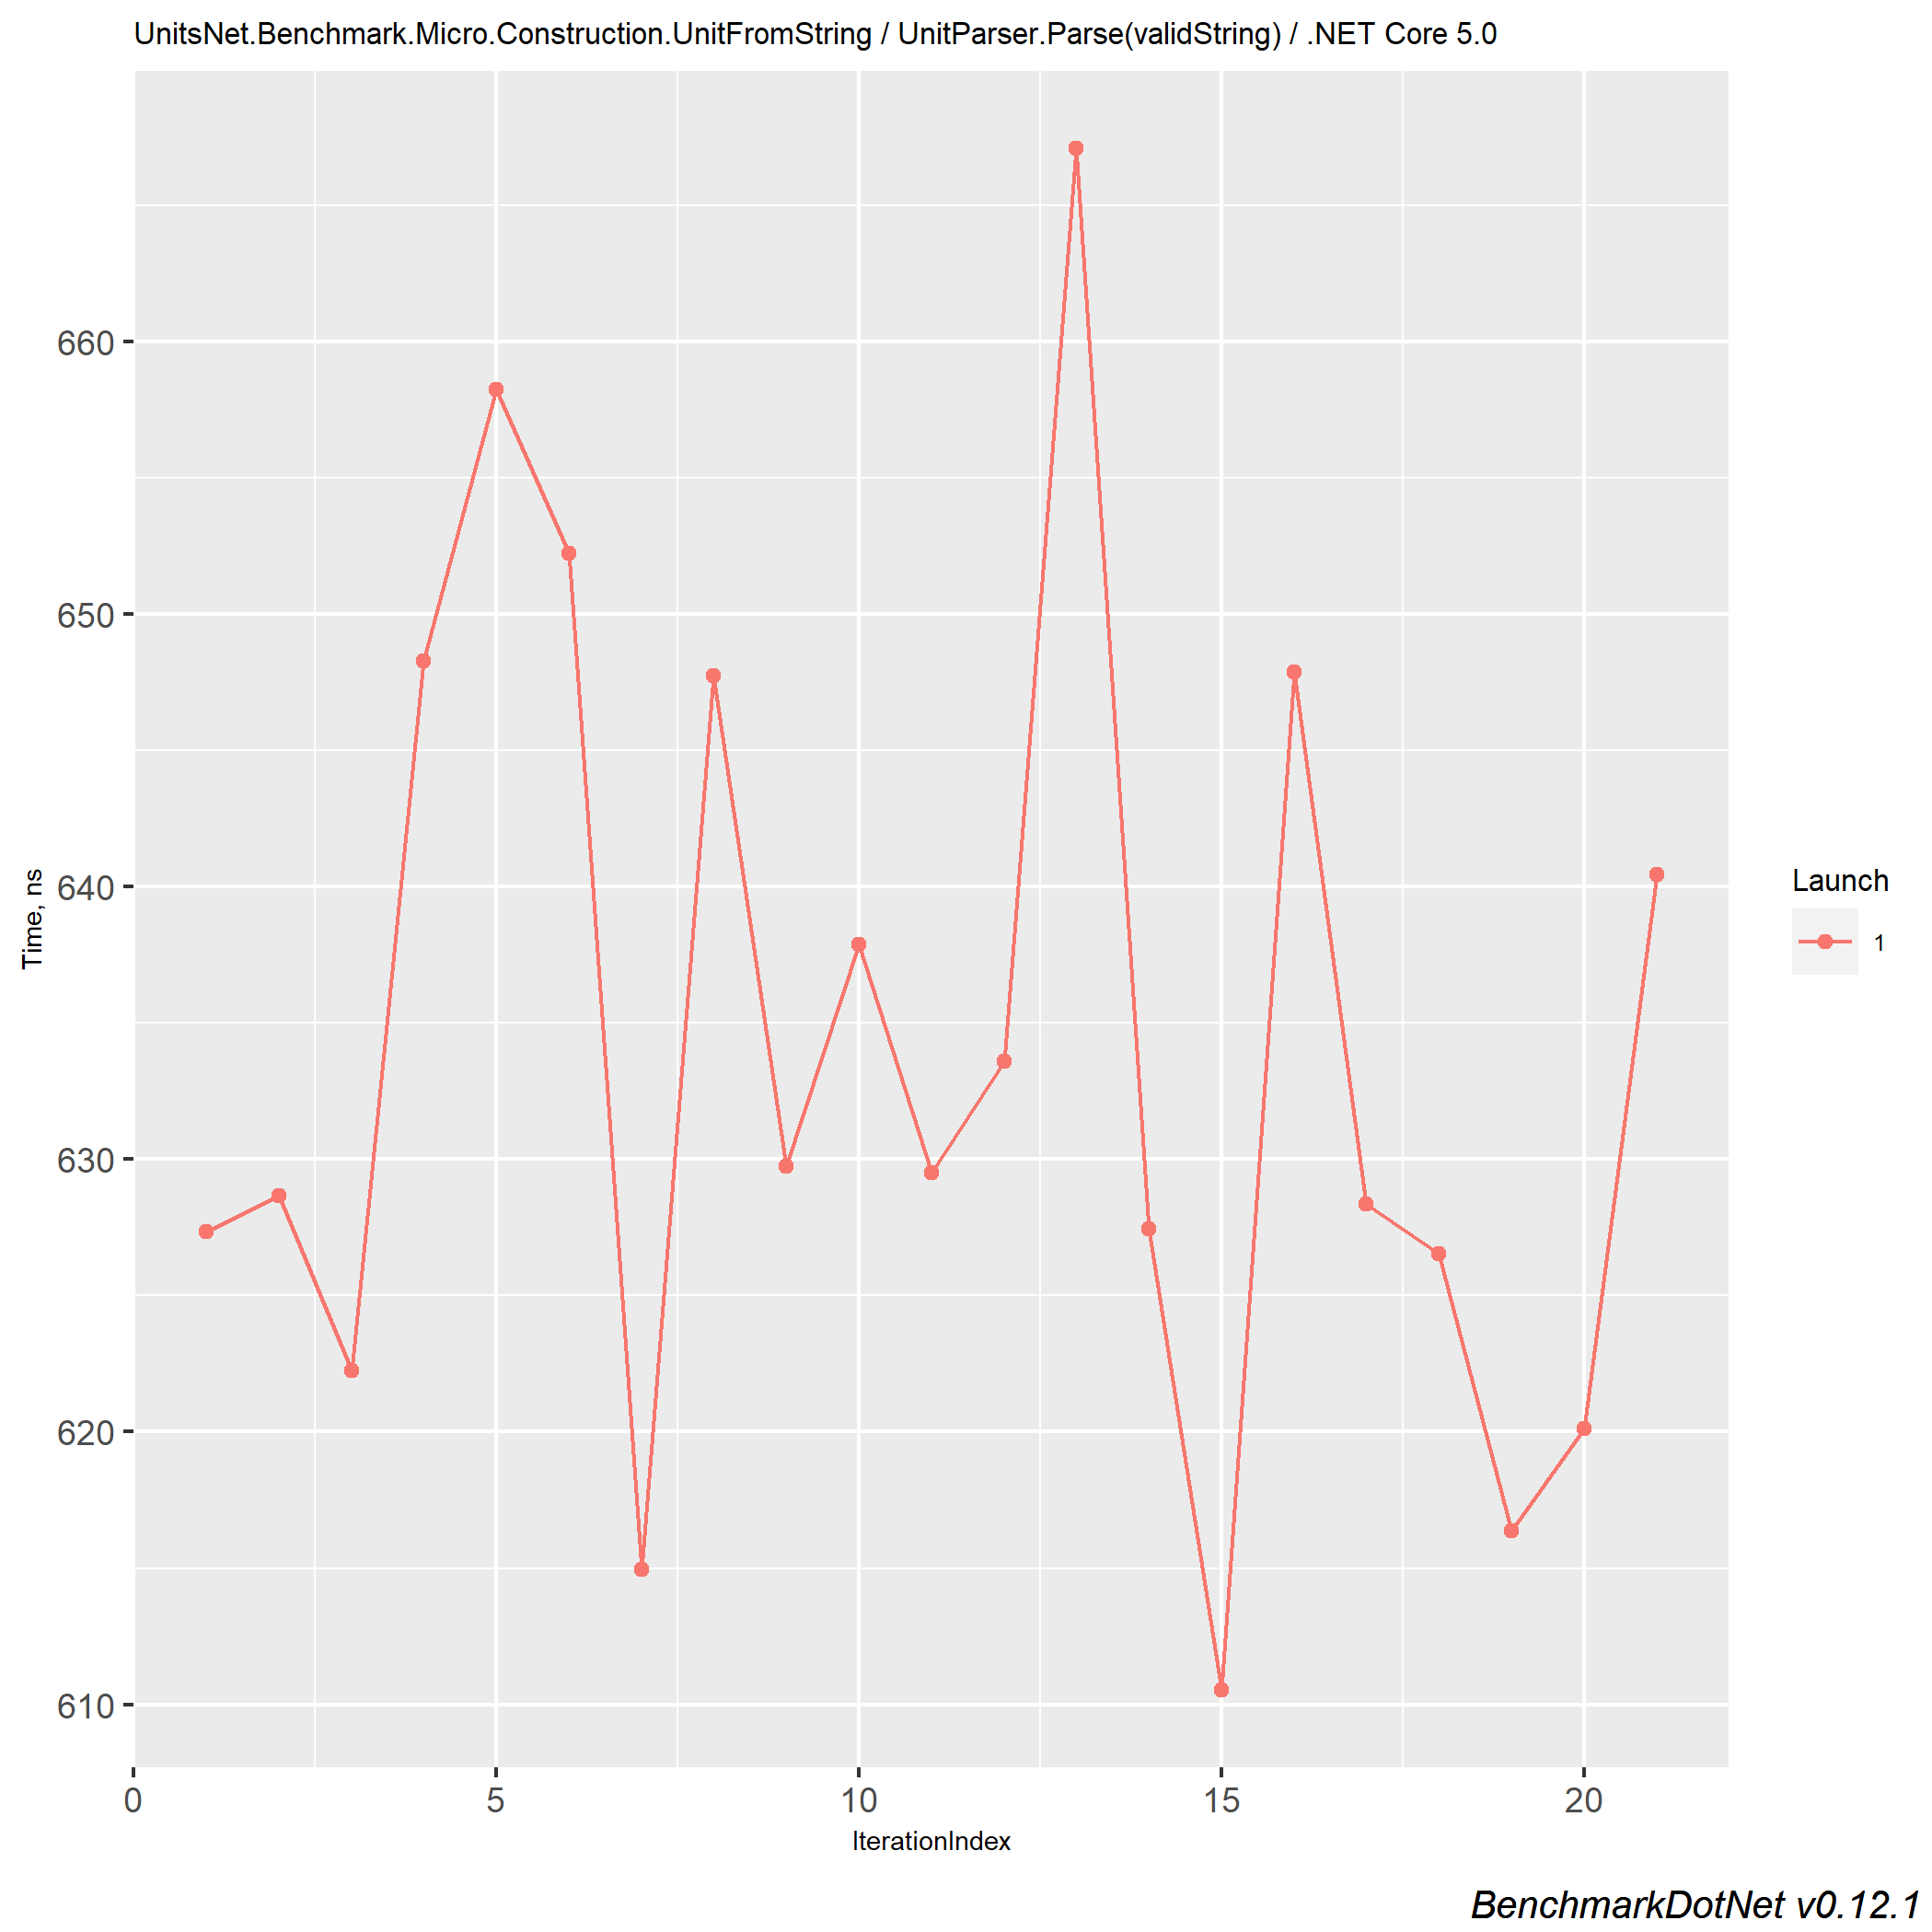 UnitsNet.Benchmark.Micro.Construction.UnitFromString / UnitParser.Parse(validString) / .NET Core 5.0
660
650
640
630
620
610
Time, ns
0 5 10 15 20
IterationIndex
Launch
1
BenchmarkDotNet v0.12.1